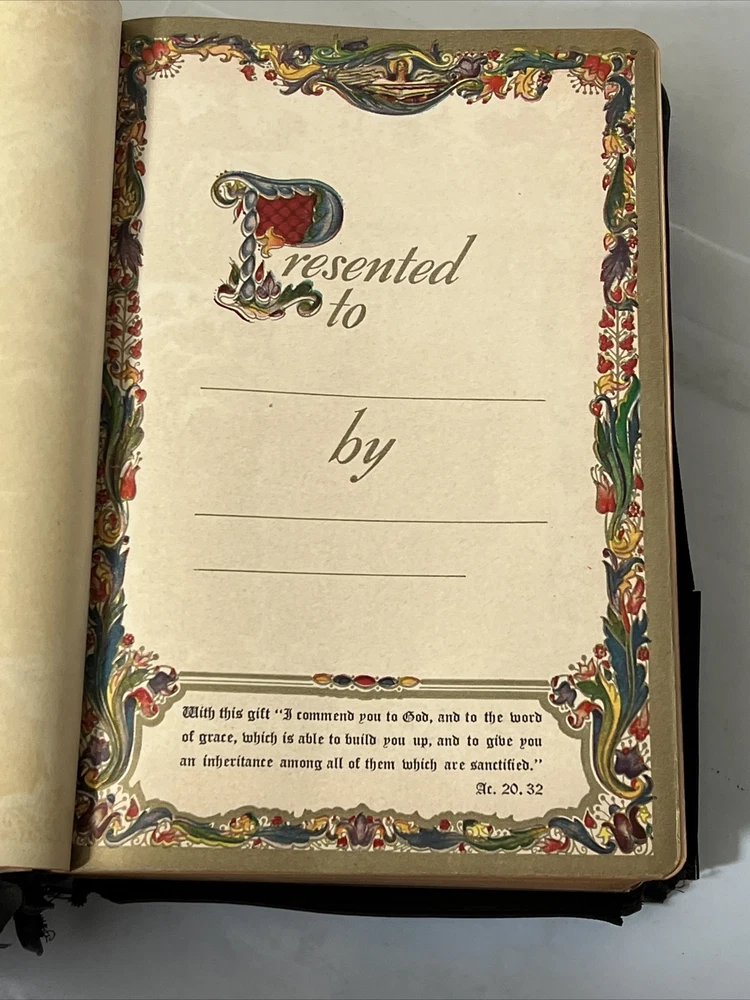 Presented
to
by
With this gift “I commend you to God, and to the word
of grace, which is able to build you up, and to give you
an inheritance among all of them which are sanctified.”
Ac. 20. 32